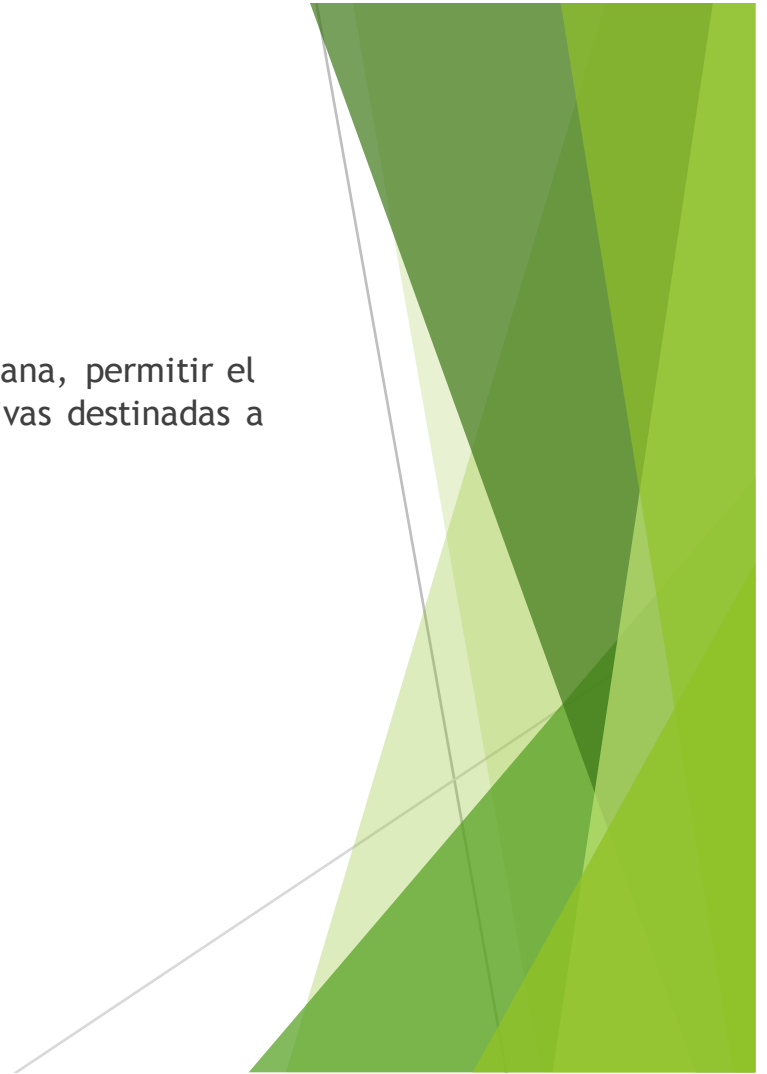 ana, permitir el
vas destinadas a